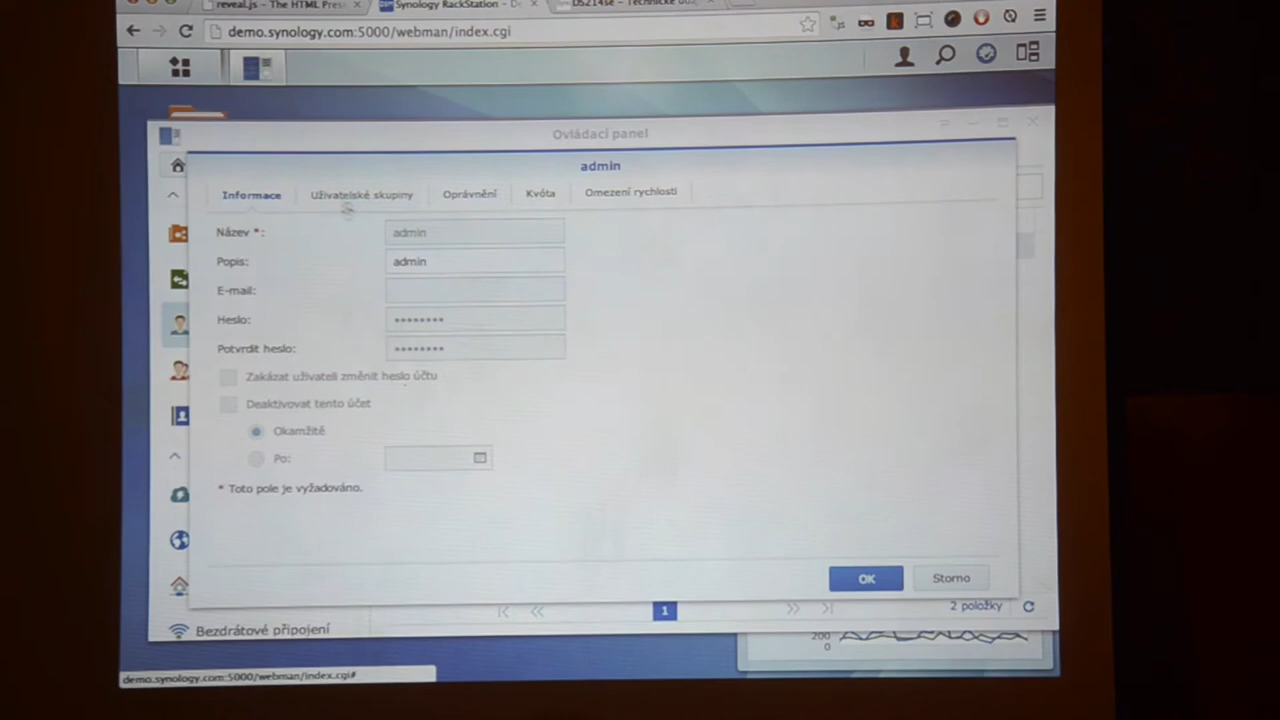 reveal.js - The HTML Pres
Synology RackStation - D
DS214se - Technické úda
demo.synology.com:5000/webman/index.cgi
Ovládací panel
admin
Informace Uživatelské skupiny Oprávnění Kvóta Omezení rychlosti
Název *: admin
Popis: admin
E-mail:
Heslo: ********
Potvrdit heslo: ********
Zakázat uživateli změnit heslo účtu
Deaktivovat tento účet
Okamžitě
Po:
* Toto pole je vyžadováno.
OK Storno
1 2 položky
Bezdrátové připojení
200
0
demo.synology.com:5000/webman/index.cgi#